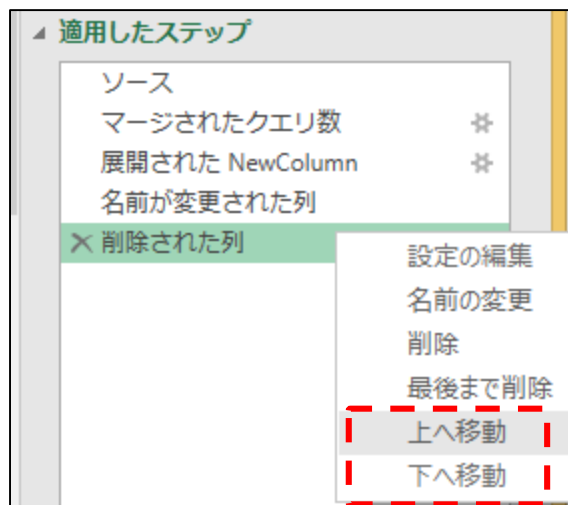 適用したステップ
ソース
マージされたクエリ数
展開された NewColumn
名前が変更された列
削除された列
設定の編集
名前の変更
削除
最後まで削除
上へ移動
下へ移動